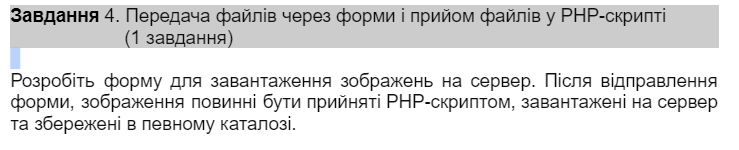 Завдання 4. Передача файлів через форми і прийом файлів у PHP-скрипті
(1 завдання)
Розробіть форму для завантаження зображень на сервер. Після відправлення
форми, зображення повинні бути прийняті PHP-скриптом, завантажені на сервер
та збережені в певному каталозі.